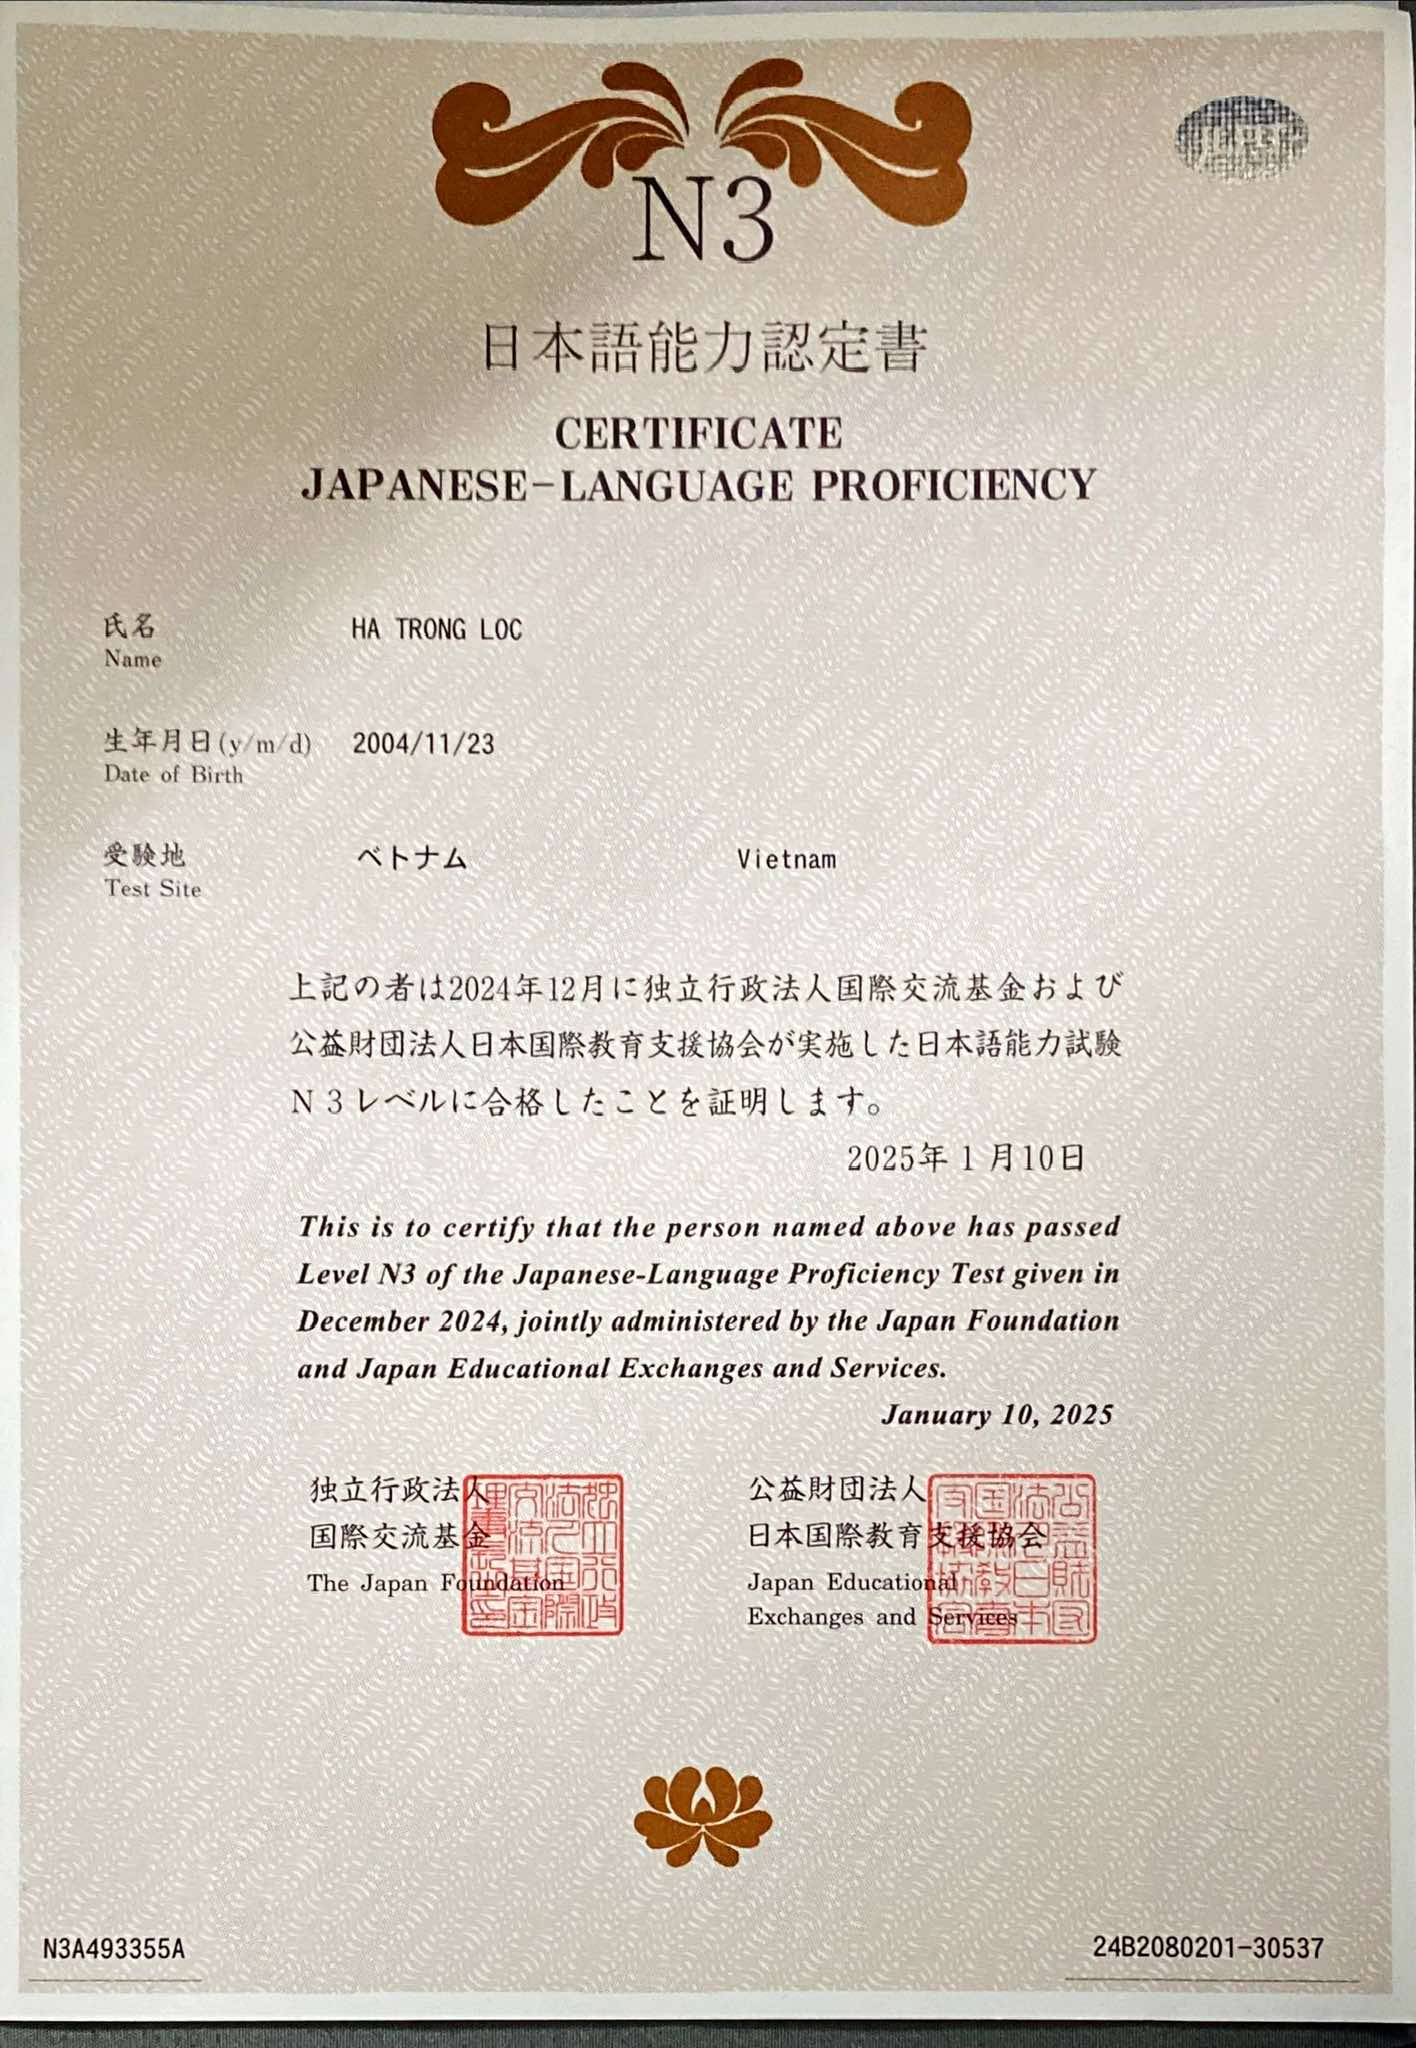 N3
日本語能力認定書
CERTIFICATE
JAPANESE-LANGUAGE PROFICIENCY
氏名 HA TRONG LOC
Name
生年月日(y/m/d) 2004/11/23
Date of Birth
受験地 ベトナム Vietnam
Test Site
上記の者は2024年12月に独立行政法人国際交流基金および
公益財団法人日本国際教育支援協会が実施した日本語能力試験
N3レベルに合格したことを証明します。
2025年1月10日
This is to certify that the person named above has passed
Level N3 of the Japanese-Language Proficiency Test given in
December 2024, jointly administered by the Japan Foundation
and Japan Educational Exchanges and Services.
January 10, 2025
独立行政法人
国際交流基金
The Japan Foundation
公益財団法人
日本国際教育支援協会
Japan Educational
Exchanges and Services
N3A493355A
24B2080201-30537